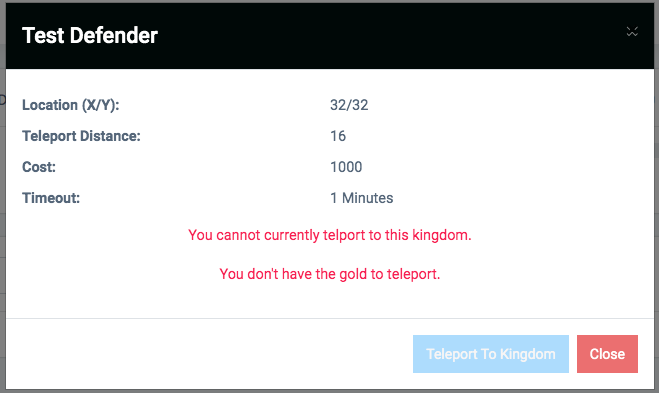 Test Defender
Location (X/Y): 32/32
Teleport Distance: 16
Cost: 1000
Timeout: 1 Minutes
You cannot currently telport to this kingdom.
You don't have the gold to teleport.
Teleport To Kingdom Close